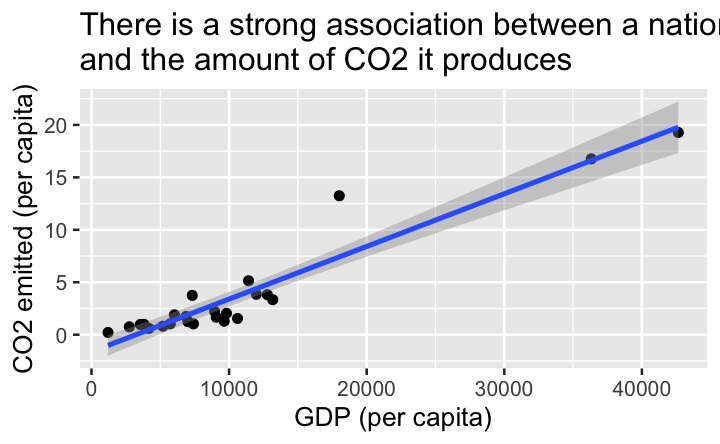 There is a strong association between a nation
and the amount of CO2 it produces
CO2 emitted (per capita)
20
15
10
5
0
0
10000
20000
30000
40000
GDP (per capita)